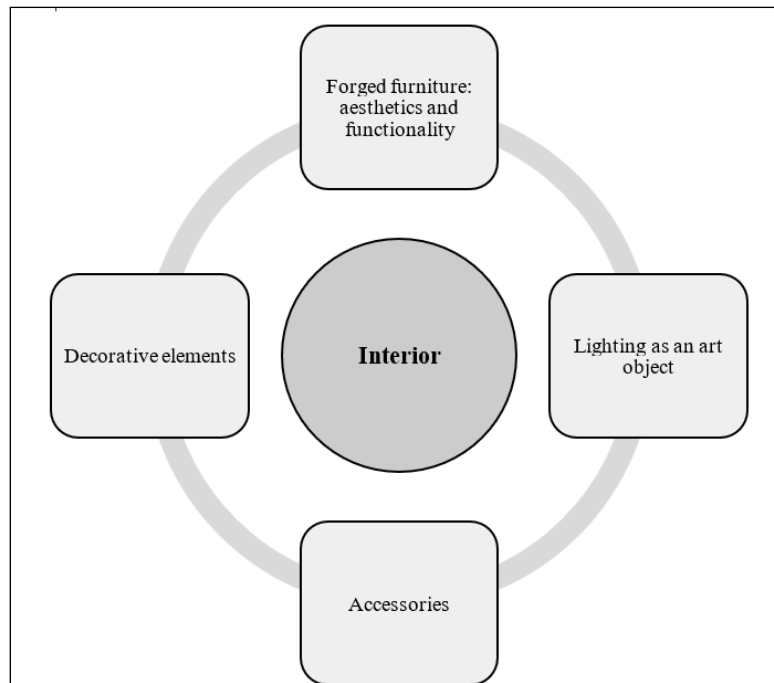 Forged furniture:
aesthetics and
functionality
Decorative elements
Interior
Lighting as an art
object
Accessories